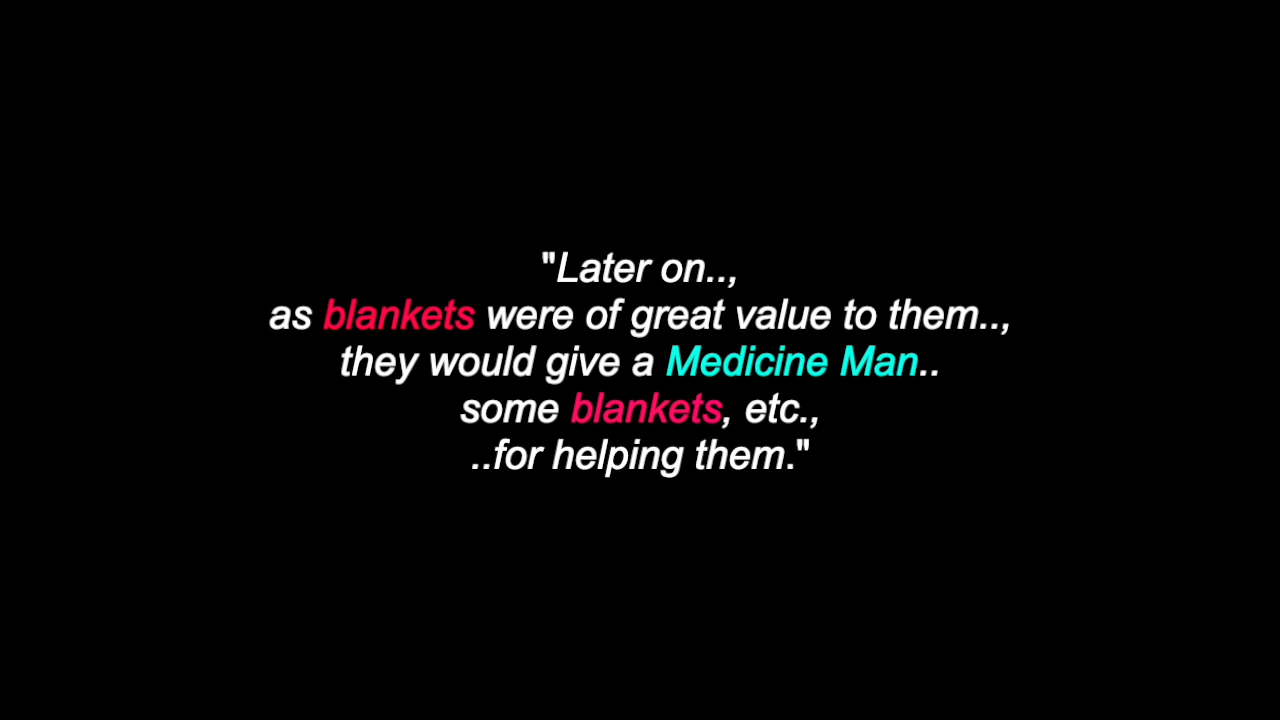 "Later on..,
as blankets were of great value to them..,
they would give a Medicine Man..
some blankets, etc.,
..for helping them."